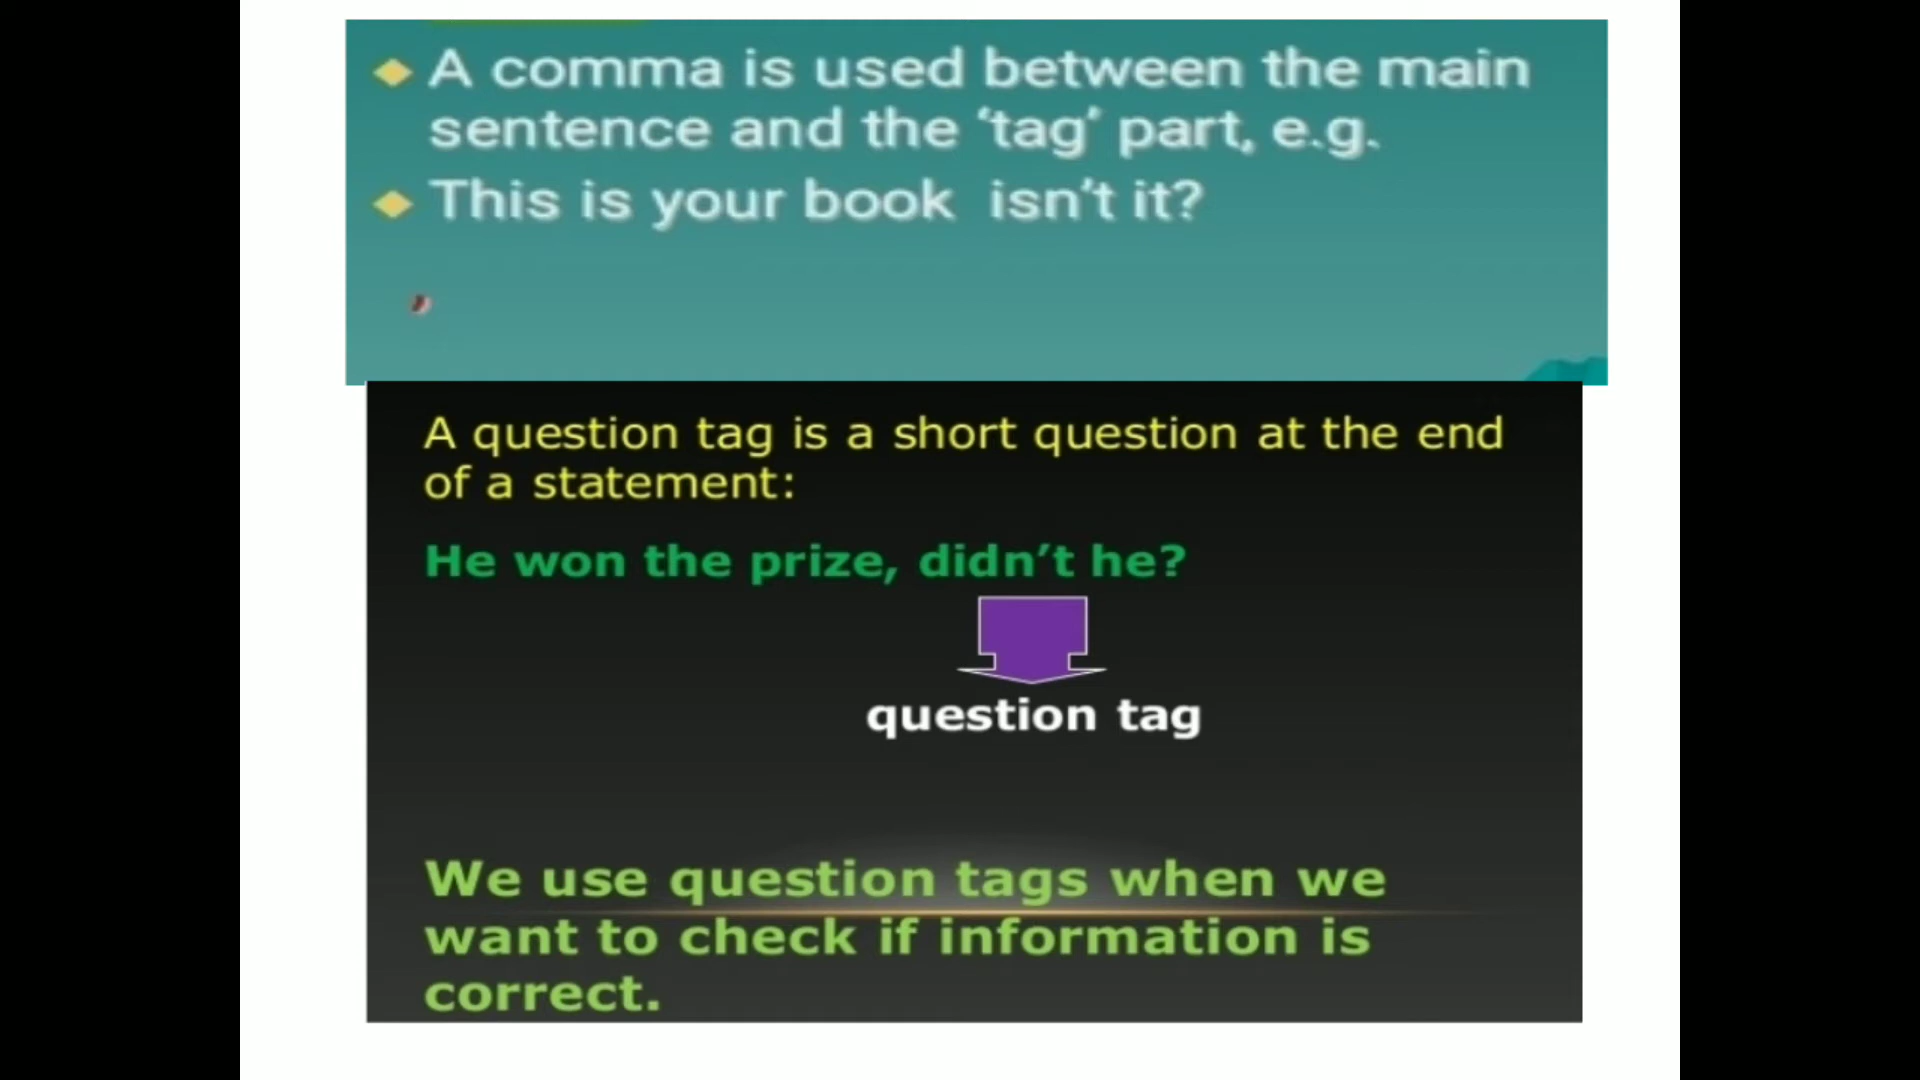 A comma is used between the main
sentence and the ‘tag’ part, e.g.
This is your book  isn’t it?
,
A question tag is a short question at the end
of a statement:
He won the prize, didn’t he?
question tag
We use question tags when we
want to check if information is
correct.